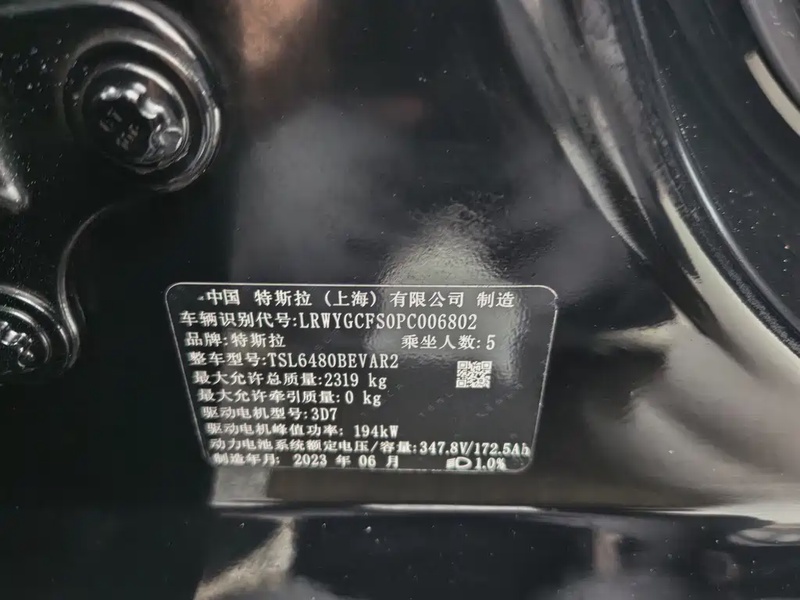 中国 特斯拉（上海）有限公司 制造
车辆识别代号:LRWYGCFS0PC006802
品牌:特斯拉 乘坐人数:5
整车型号:TSL6480BEVAR2
最大允许总质量:2319 kg
最大允许牵引质量:0 kg
驱动电机型号:3D7
驱动电机峰值功率: 194kW
动力电池系统额定电压/容量:347.8V/172.5Ah
制造年月: 2023 年 06 月 1.0%